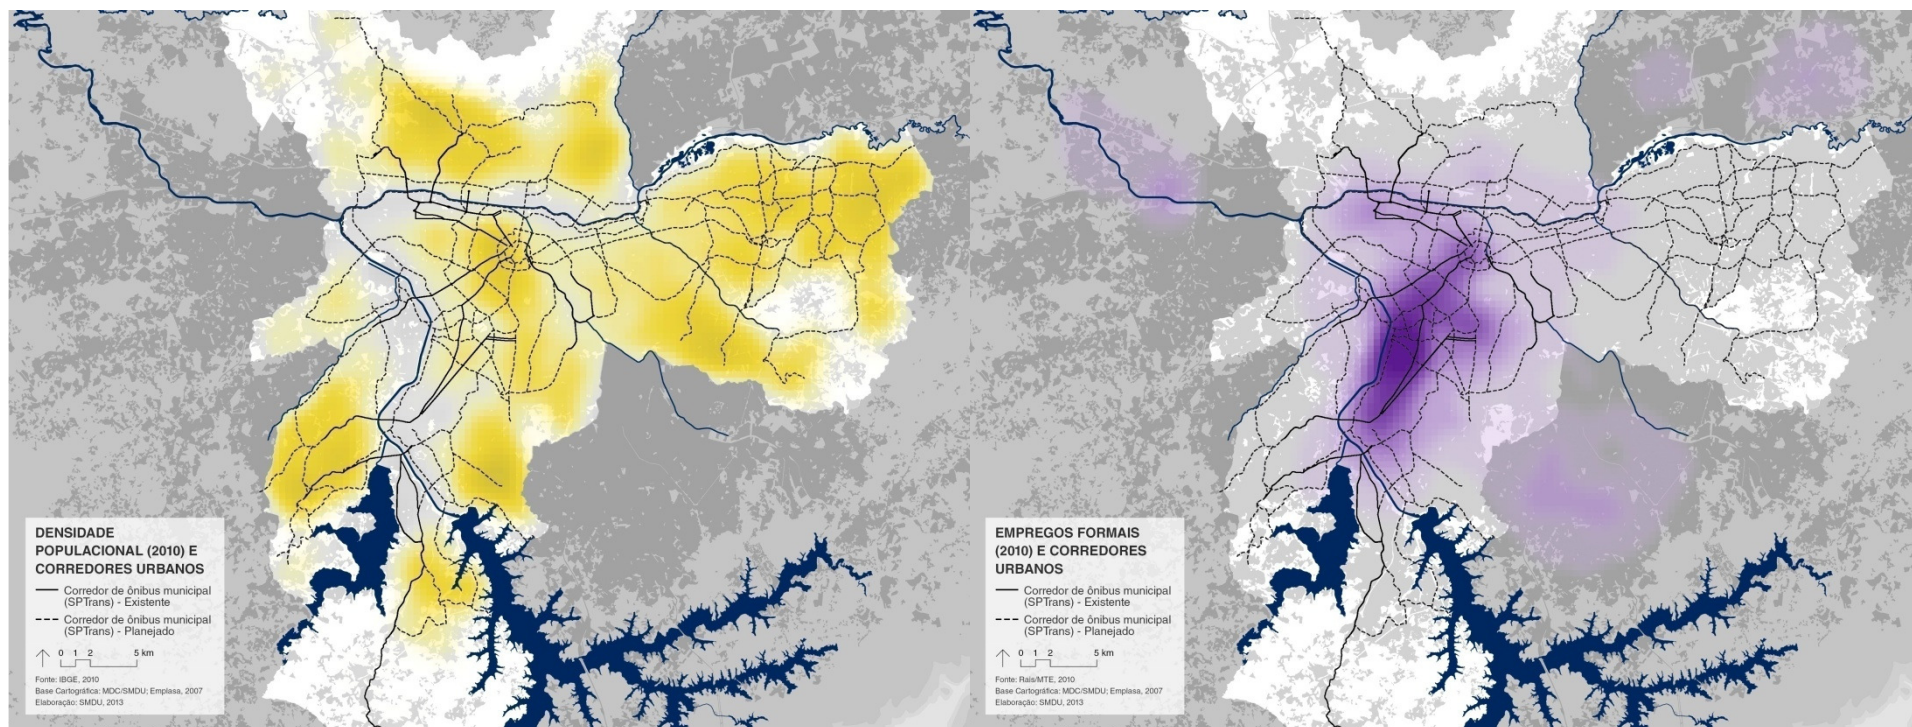 DENSIDADE
POPULACIONAL (2010) E
CORREDORES URBANOS
Corredor de ônibus municipal
(SPTrans) - Existente
Corredor de ônibus municipal
(SPTrans) - Planejado
0 1 2 5 km
Fonte: IBGE, 2010
Base Cartográfica: MDC/SMDU; Emplasa, 2007
Elaboração: SMDU, 2013
EMPREGOS FORMAIS
(2010) E CORREDORES
URBANOS
Corredor de ônibus municipal
(SPTrans) - Existente
Corredor de ônibus municipal
(SPTrans) - Planejado
0 1 2 5 km
Fonte: Rais/MTE, 2010
Base Cartográfica: MDC/SMDU; Emplasa, 2007
Elaboração: SMDU, 2013